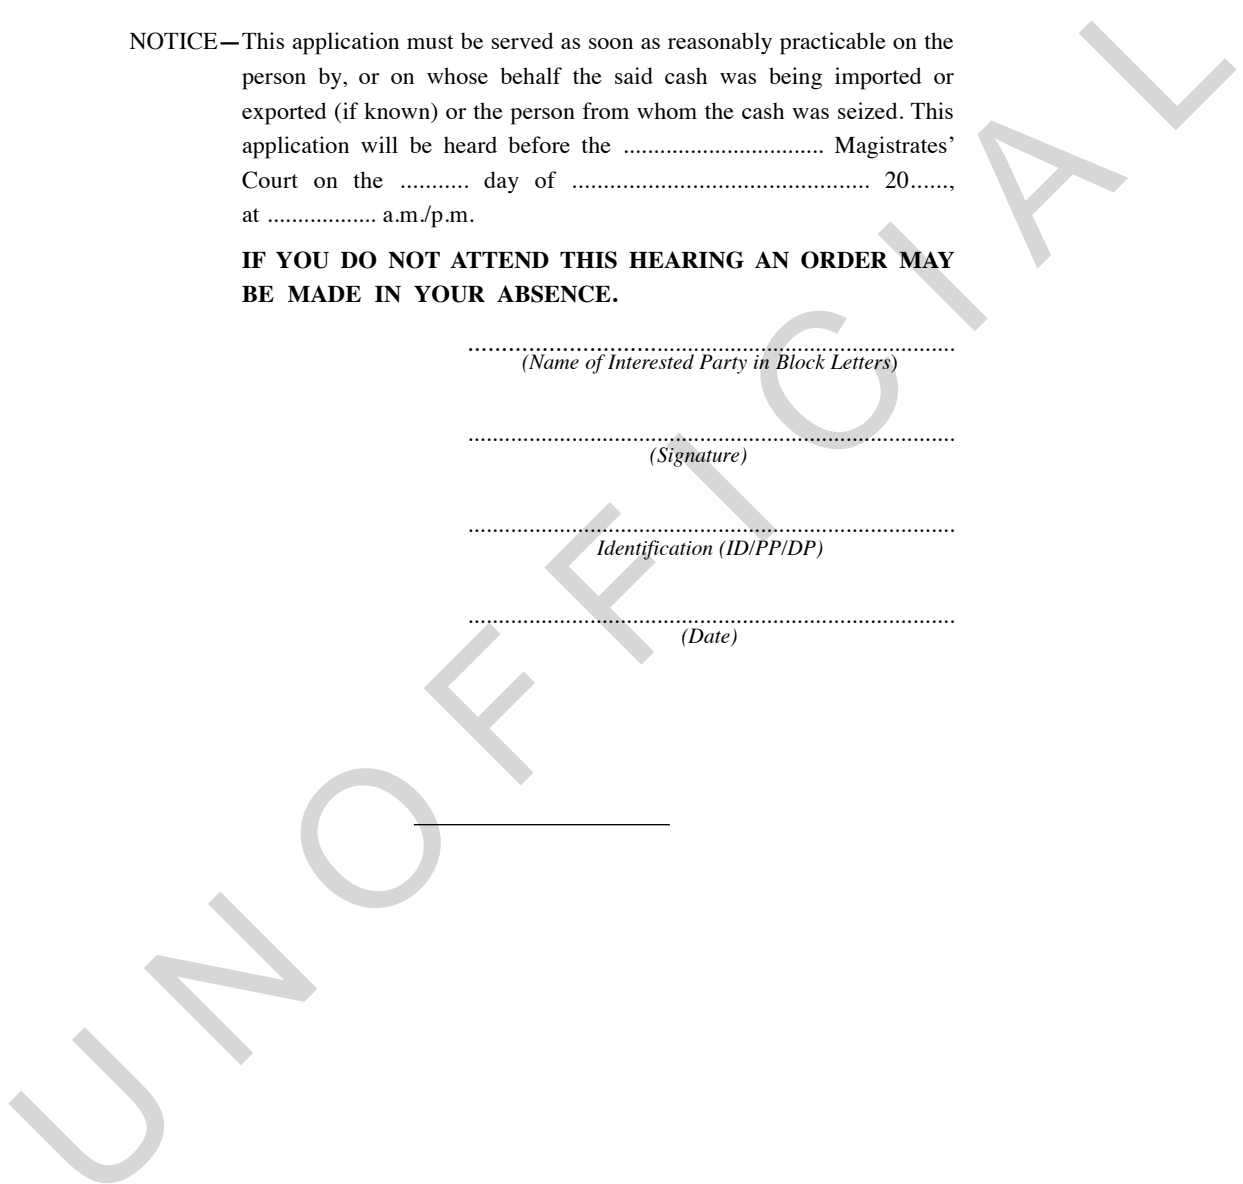 NOTICE—This application must be served as soon as reasonably practicable on the
person by, or on whose behalf the said cash was being imported or
exported (if known) or the person from whom the cash was seized. This
application will be heard before the ................................. Magistrates’
Court on the ........... day of ................................................. 20......,
at .................. a.m./p.m.
IF YOU DO NOT ATTEND THIS HEARING AN ORDER MAY
BE MADE IN YOUR ABSENCE.
................................................................................
(Name of Interested Party in Block Letters)
................................................................................
(Signature)
................................................................................
Identification (ID/PP/DP)
................................................................................
(Date)
UNOFFICIAL